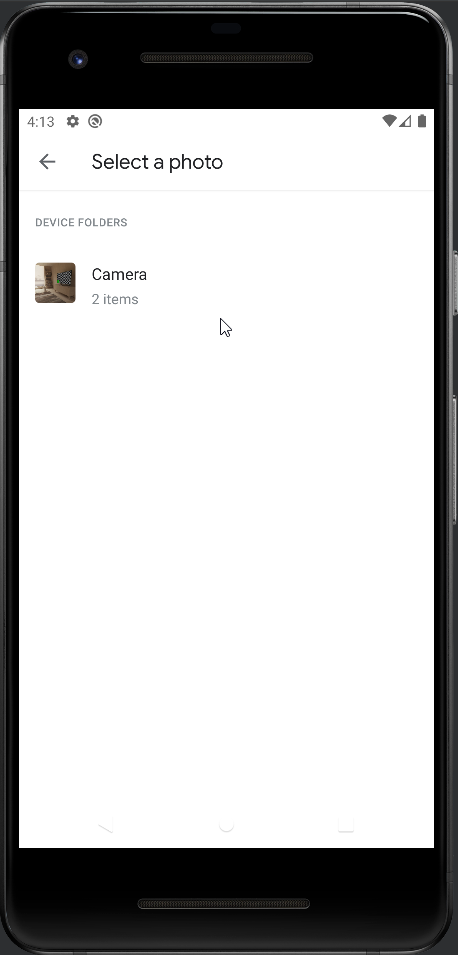 4:13
Select a photo
DEVICE FOLDERS
Camera
2 items